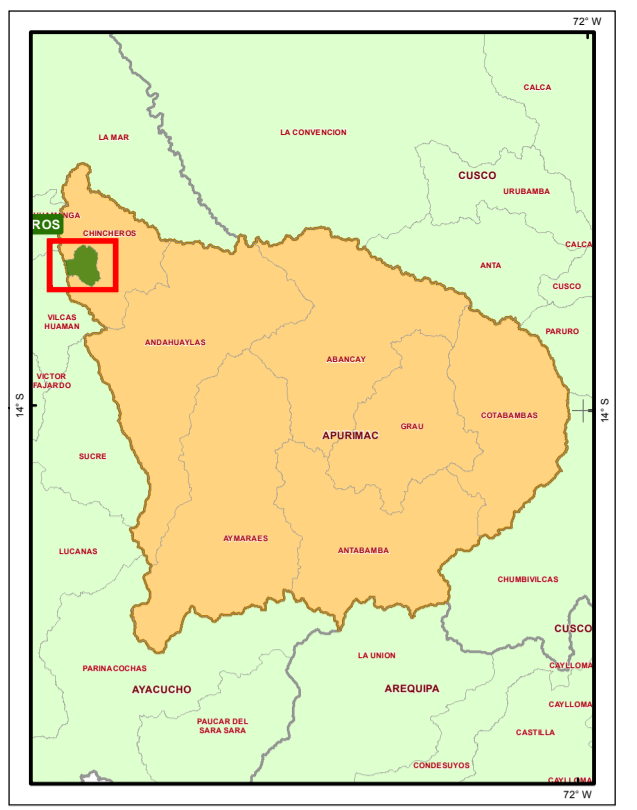 72° W
CALCA
LA CONVENCION
LA MAR
CUSCO
URUBAMBA
ROS
CHINCHEROS
CALCA
ANTA
CUSCO
VILCAS
HUAMAN
PARURO
ANDAHUAYLAS
ABANCAY
VICTOR
FAJARDO
14° S
14° S
COTABAMBAS
GRAU
APURIMAC
SUCRE
AYMARAES
ANTABAMBA
LUCANAS
CHUMBIVILCAS
CUSCO
LA UNION
CAYLLOMA
PARINACOCHAS
AYACUCHO
AREQUIPA
CAYLLOMA
PAUCAR DEL
SARA SARA
CASTILLA
CONDESUYOS
CAYLLOMA
72° W